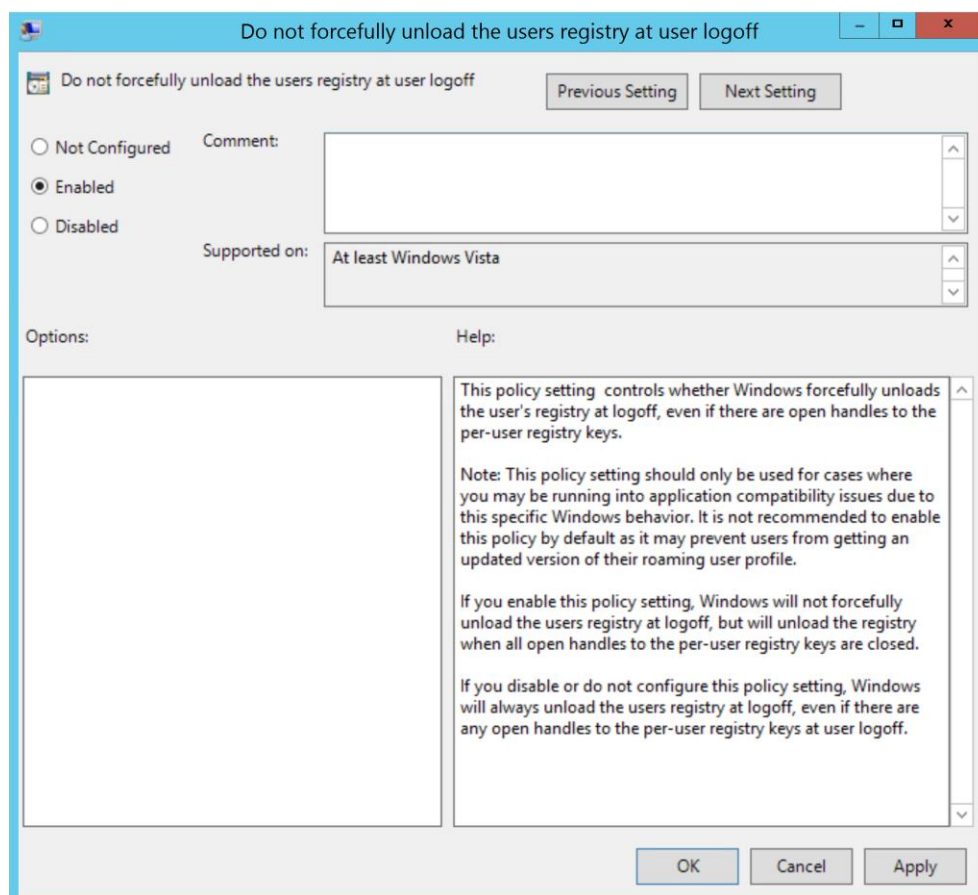 Do not forcefully unload the users registry at user logoff
Do not forcefully unload the users registry at user logoff
Previous Setting
Next Setting
Not Configured
Comment:
Enabled
Disabled
Supported on:
At least Windows Vista
Options:
Help:
This policy setting  controls whether Windows forcefully unloads
the user's registry at logoff, even if there are open handles to the
per-user registry keys.
Note: This policy setting should only be used for cases where
you may be running into application compatibility issues due to
this specific Windows behavior. It is not recommended to enable
this policy by default as it may prevent users from getting an
updated version of their roaming user profile.
If you enable this policy setting, Windows will not forcefully
unload the users registry at logoff, but will unload the registry
when all open handles to the per-user registry keys are closed.
If you disable or do not configure this policy setting, Windows
will always unload the users registry at logoff, even if there are
any open handles to the per-user registry keys at user logoff.
OK
Cancel
Apply